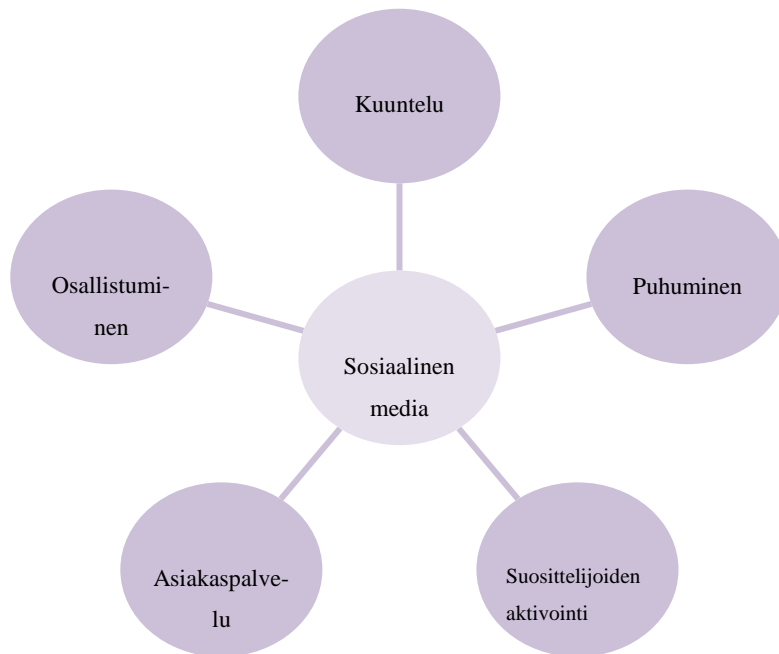 Kuuntelu
Puhuminen
Suosittelijoiden
aktivointi
Asiakaspalve-
lu
Osallistumi-
nen
Sosiaalinen
media